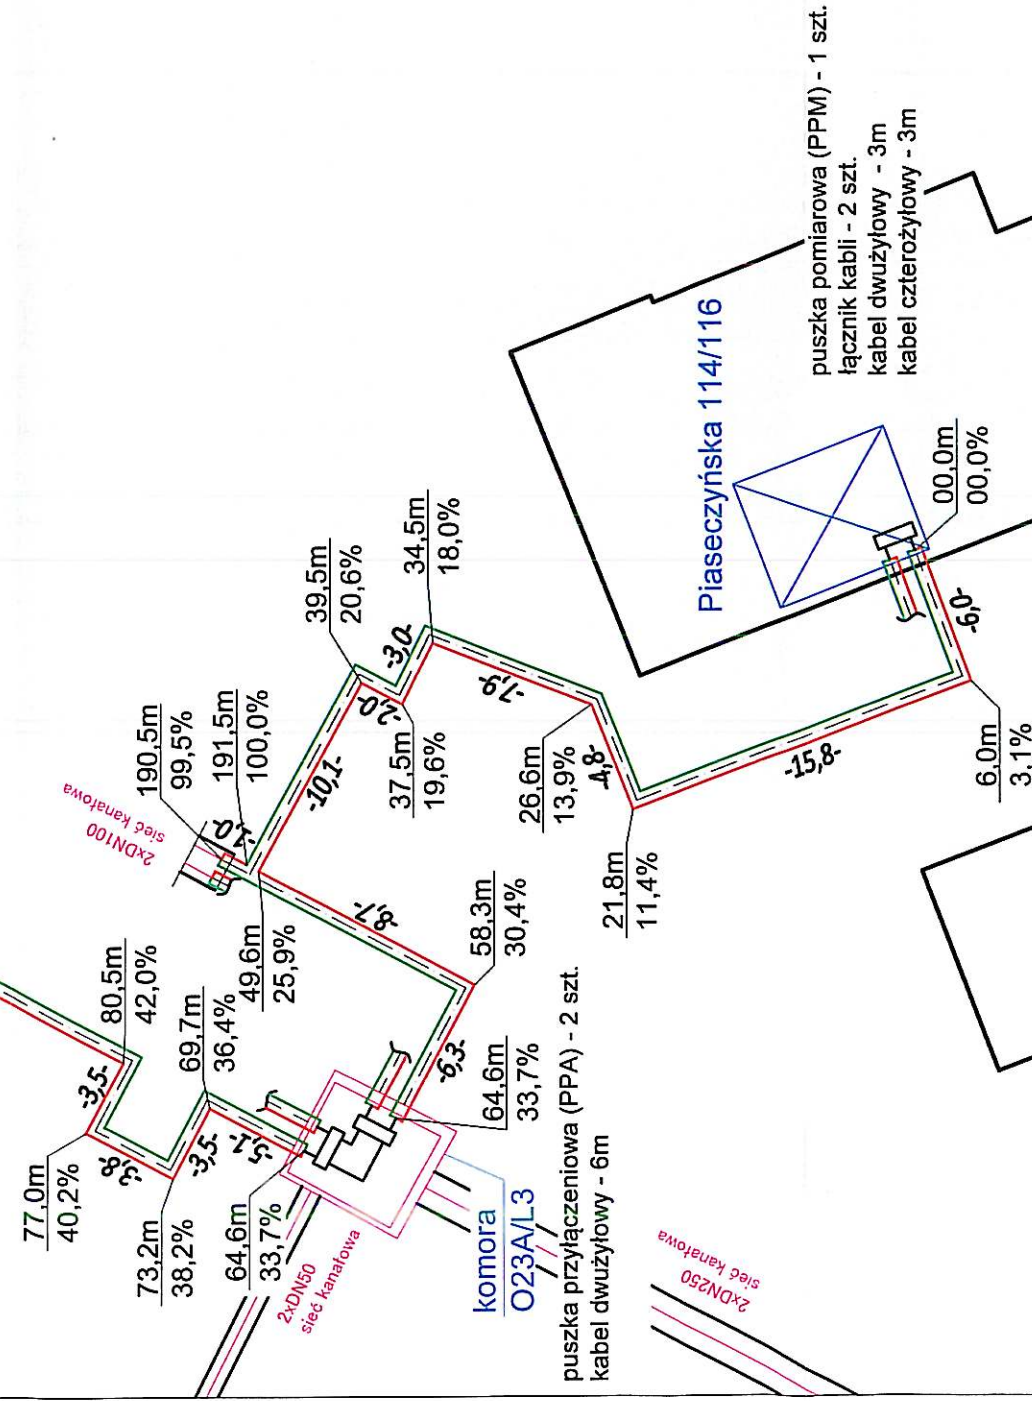 puszka pomiarowa (PPM) - 1 szt.
łącznik kabli - 2 szt.
kabel dwużyłowy - 3m
kabel czterożyłowy - 3m
Piaseczyńska 114/116
00,0m
00,0%
-6,0-
6,0m
3,1%
-15,8-
21,8m
11,4%
-4,8-
26,6m
13,9%
-7,9-
34,5m
18,0%
-3,0-
37,5m
19,6%
-2,0-
39,5m
20,6%
-10,1-
190,5m
99,5%
-1,0-
191,5m
100,0%
2xDN100
sieć kanałowa
49,6m
25,9%
-8,7-
58,3m
30,4%
-6,3-
64,6m
33,7%
puszka przyłączeniowa (PPA) - 2 szt.
kabel dwużyłowy - 6m
komora
O23A/L3
2xDN50
sieć kanałowa
2xDN250
sieć kanałowa
64,6m
33,7%
-5,1-
69,7m
36,4%
-3,5-
73,2m
38,2%
-3,8-
77,0m
40,2%
-3,5-
80,5m
42,0%